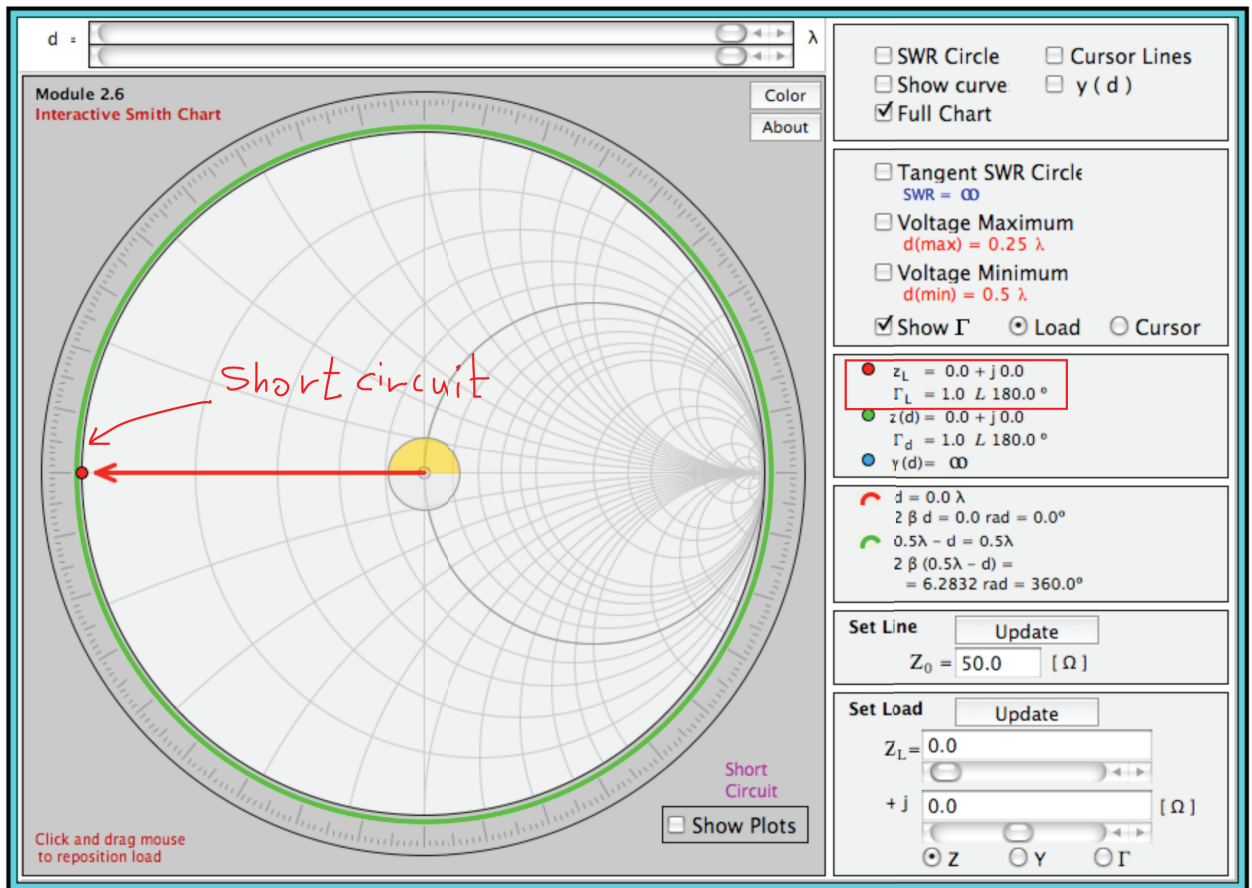 d = λ
Module 2.6
Interactive Smith Chart
Color
About
Short circuit
Short
Circuit
Show Plots
Click and drag mouse
to reposition load
SWR Circle Cursor Lines
Show curve y ( d )
Full Chart
Tangent SWR Circle
SWR = ∞
Voltage Maximum
d(max) = 0.25 λ
Voltage Minimum
d(min) = 0.5 λ
Show Γ Load Cursor
z_L = 0.0 + j 0.0
Γ_L = 1.0 ∠ 180.0 º
z(d) = 0.0 + j 0.0
Γ_d = 1.0 ∠ 180.0 º
y(d)= ∞
d = 0.0 λ
2 β d = 0.0 rad = 0.0º
0.5λ − d = 0.5λ
2 β (0.5λ − d) =
= 6.2832 rad = 360.0º
Set Line Update
Z₀ = 50.0 [ Ω ]
Set Load Update
Z_L= 0.0
+ j 0.0 [ Ω ]
Z Y Γ